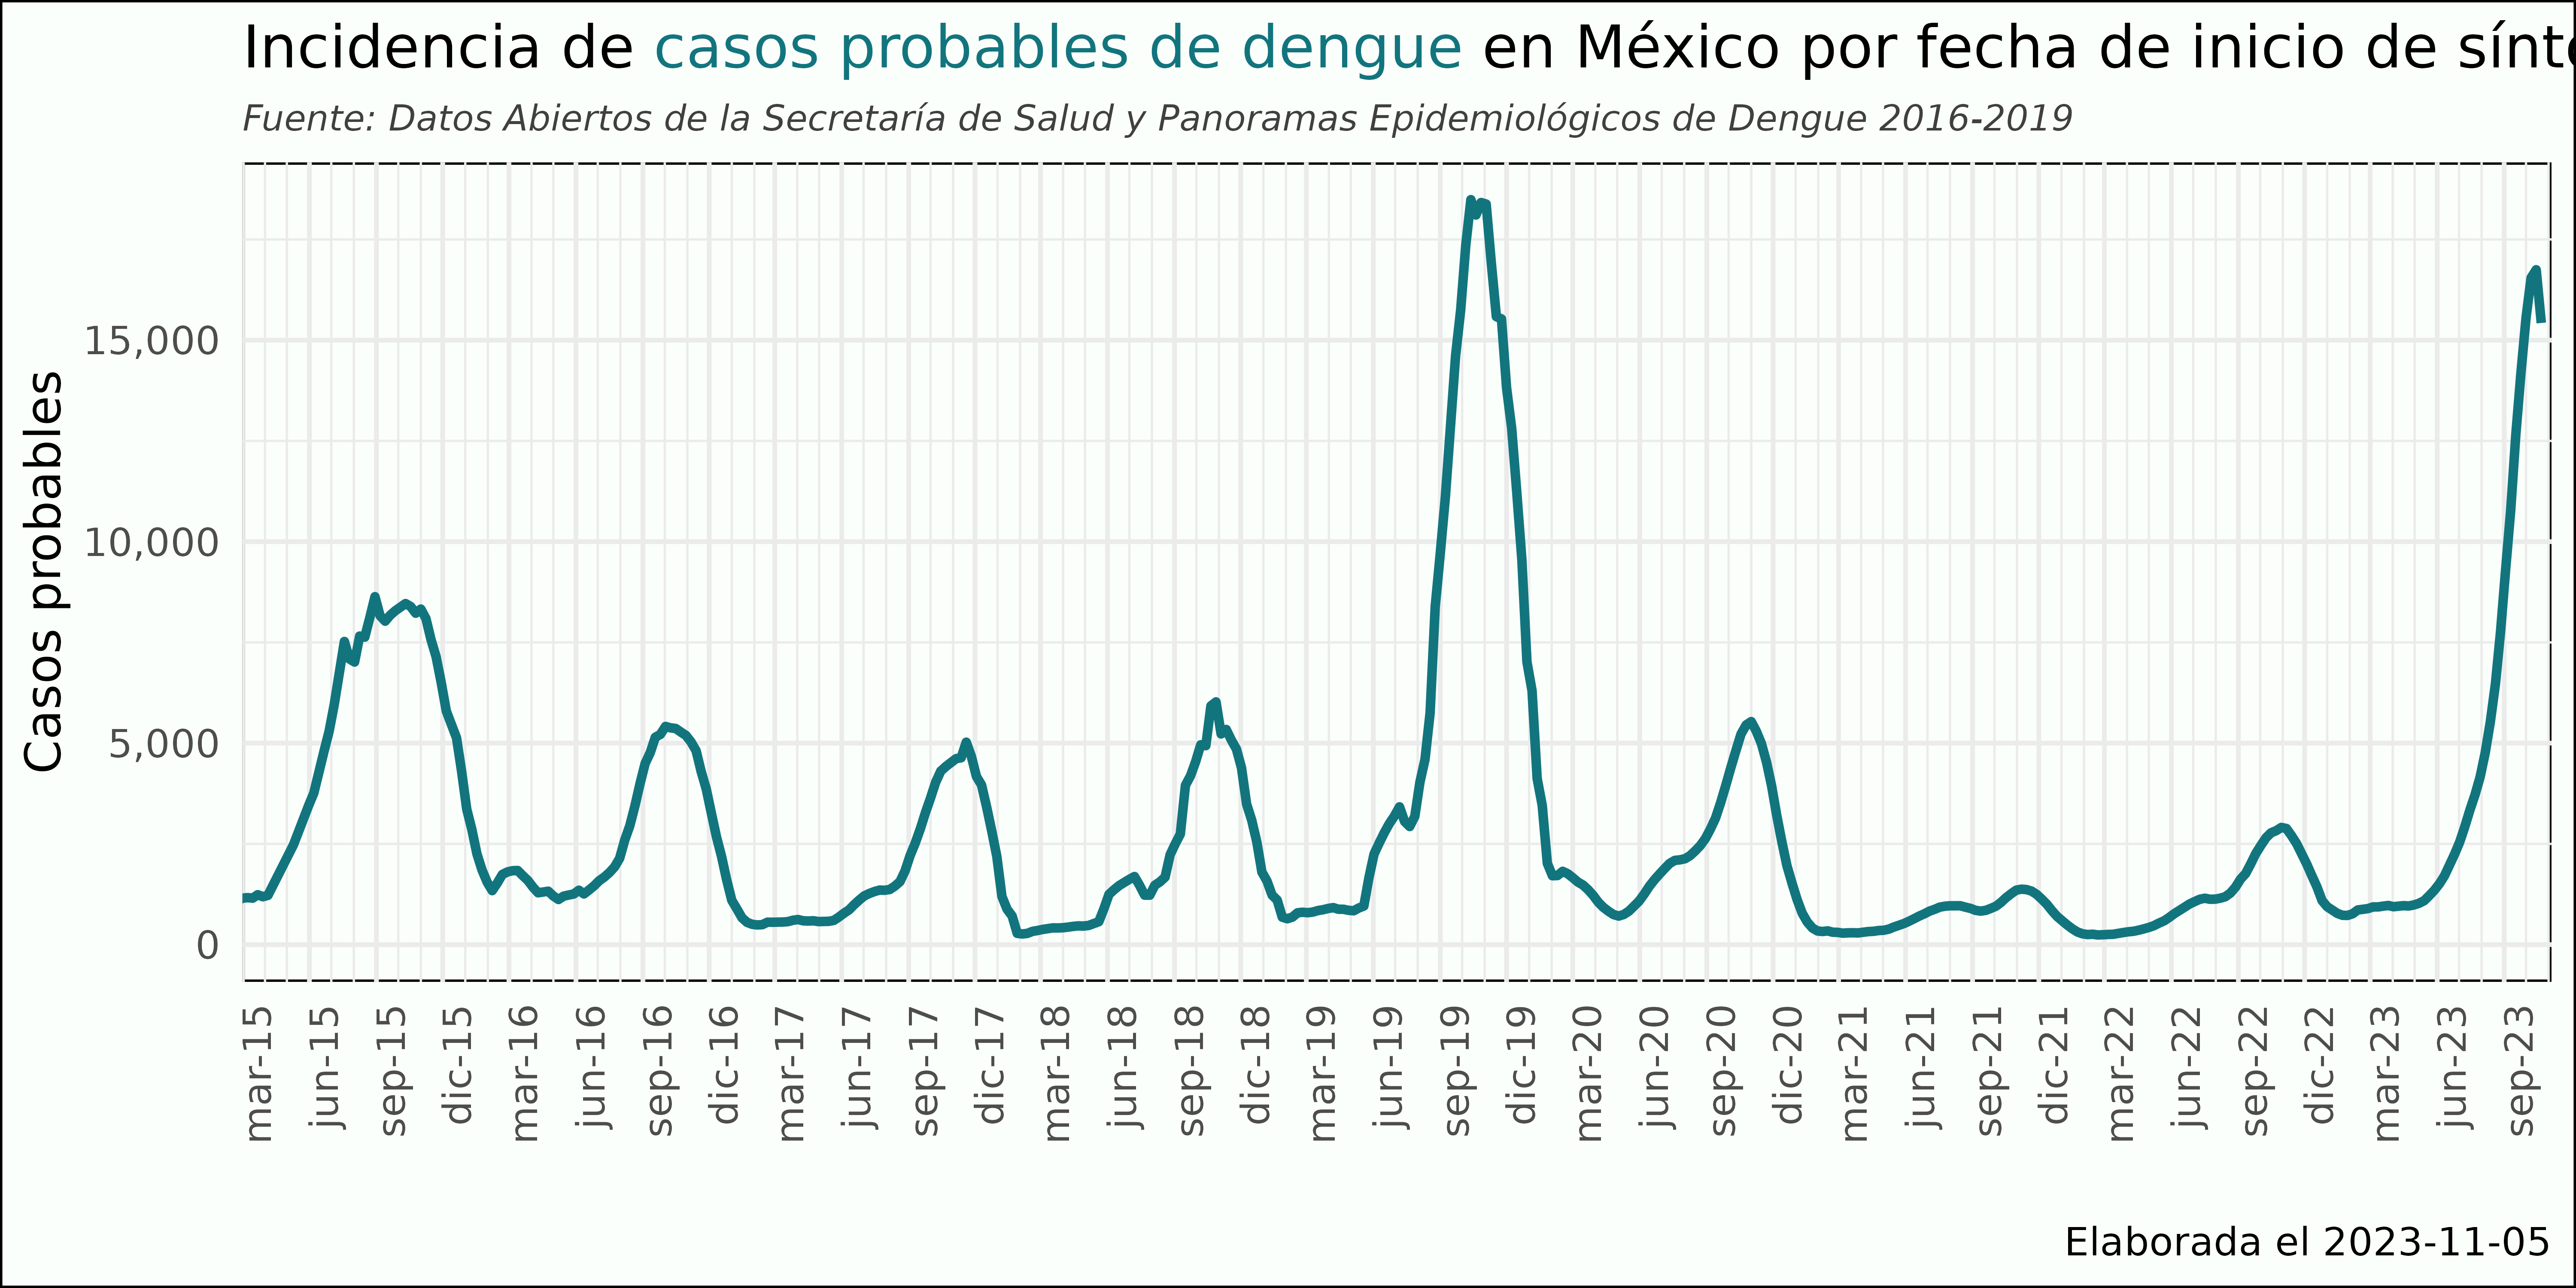 Incidencia de casos probables de dengue en México por fecha de inicio de
Fuente: Datos Abiertos de la Secretaría de Salud y Panoramas Epidemiológicos de Dengue 2016-2019
Casos probables
15,000
10,000
5,000
0
mar-15
jun-15
sep-15
dic-15
mar-16
jun-16
sep-16
dic-16
mar-17
jun-17
sep-17
dic-17
mar-18
jun-18
sep-18
dic-18
mar-19
jun-19
sep-19
dic-19
mar-20
jun-20
sep-20
dic-20
mar-21
jun-21
sep-21
dic-21
mar-22
jun-22
sep-22
dic-22
mar-23
jun-23
sep-23
Elaborada el 2023-11-05